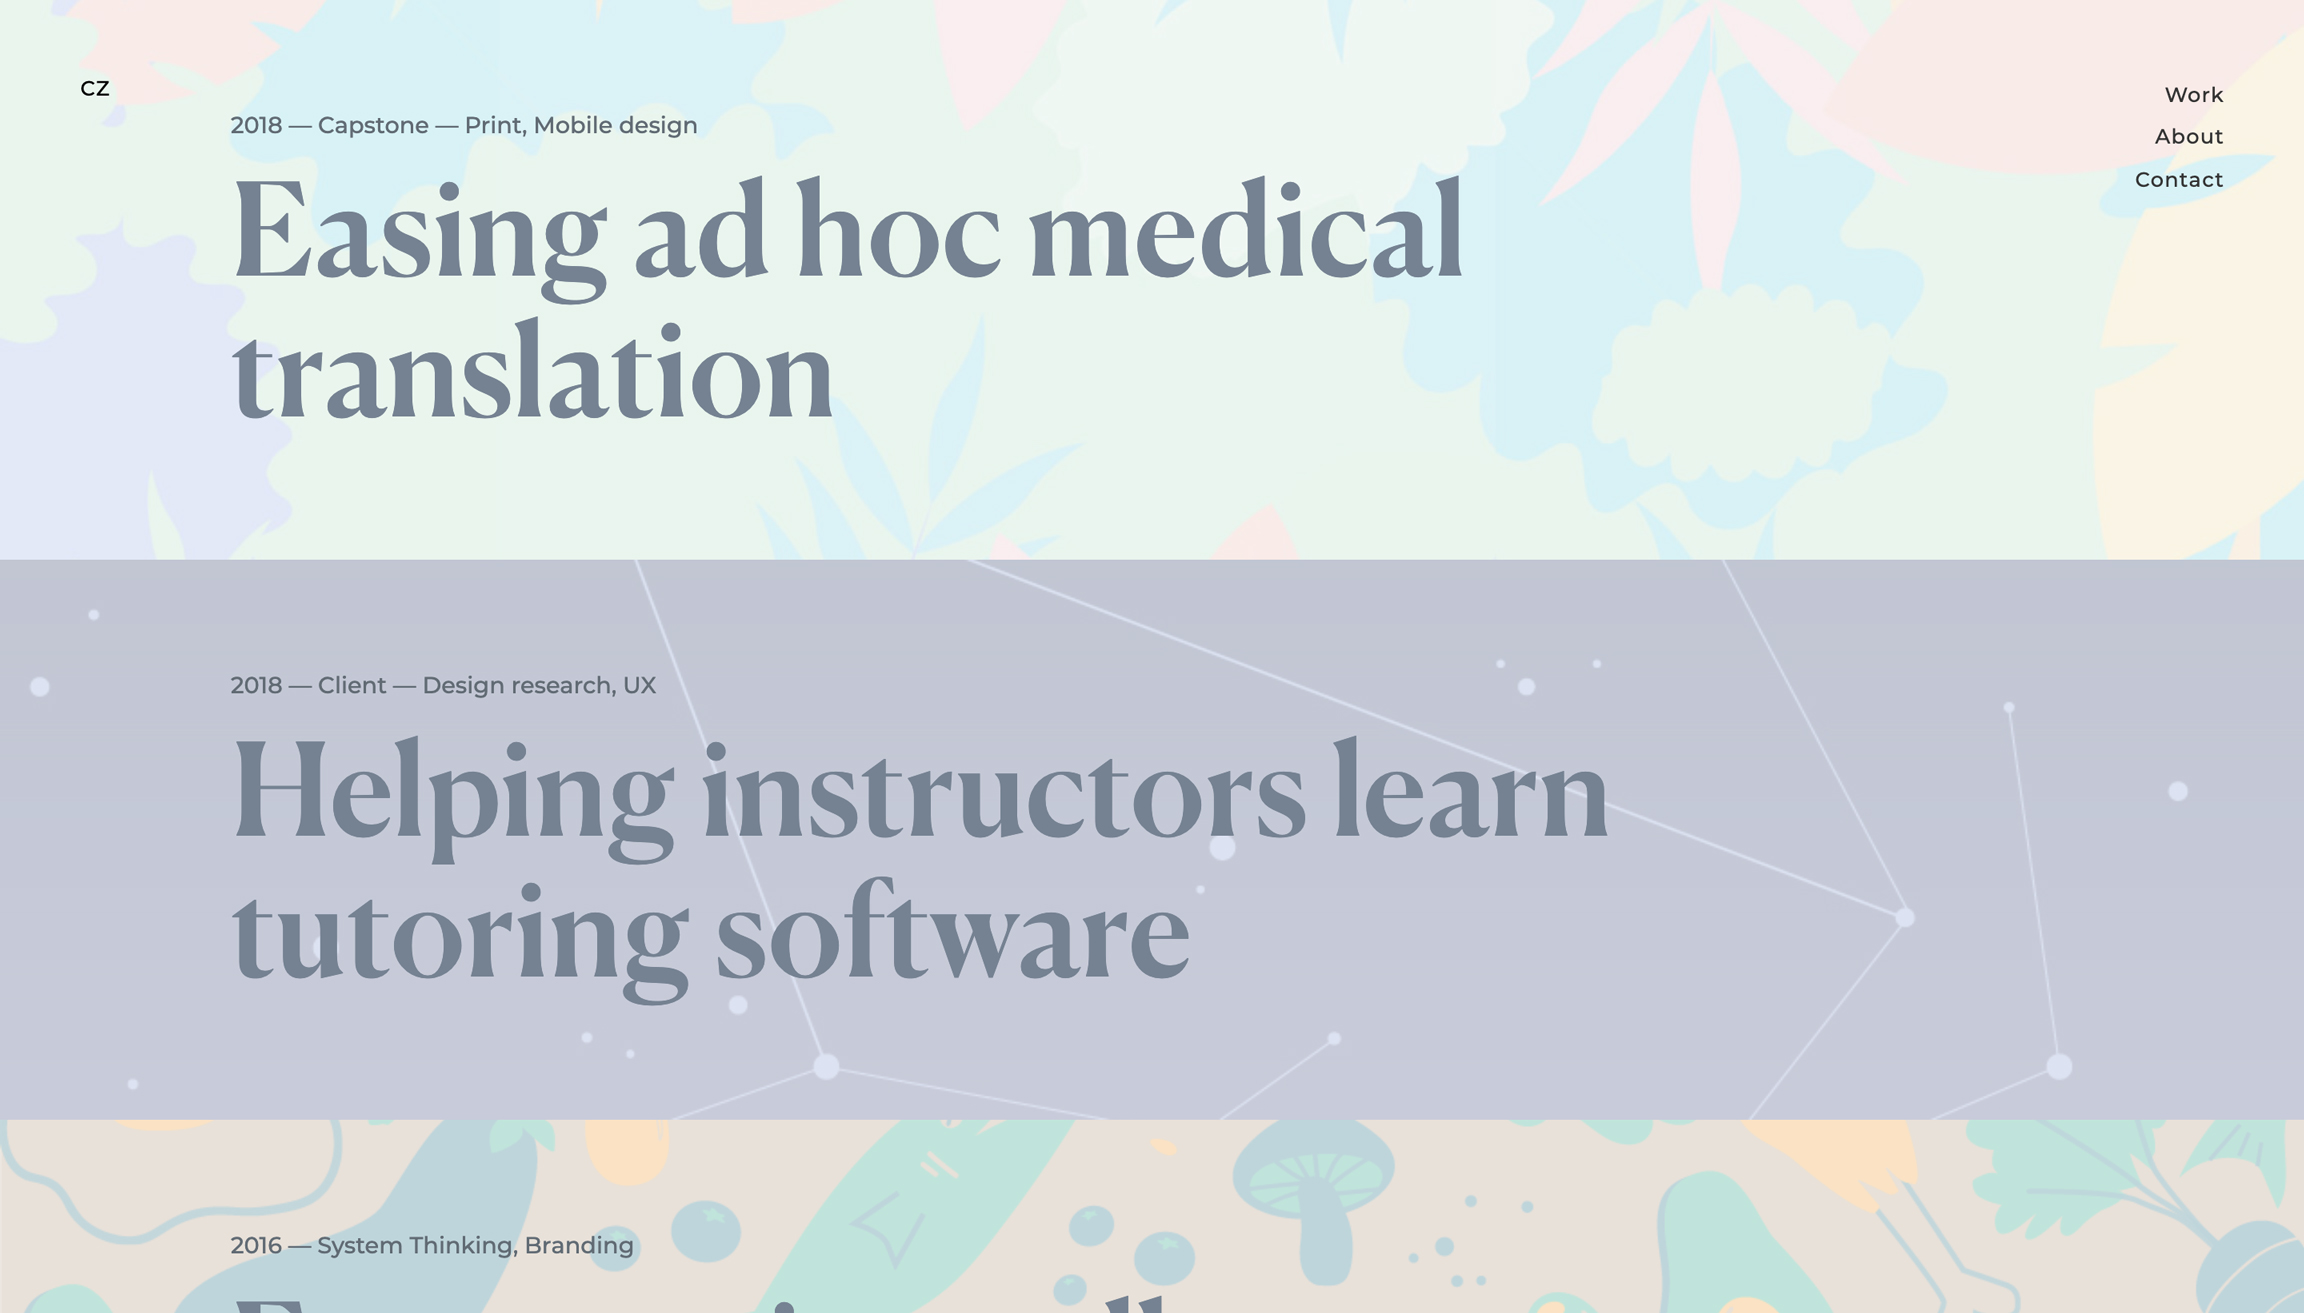 CZ
Work
About
Contact
2018 — Capstone — Print, Mobile design
Easing ad hoc medical
translation
2018 — Client — Design research, UX
Helping instructors learn
tutoring software
2016 — System Thinking, Branding